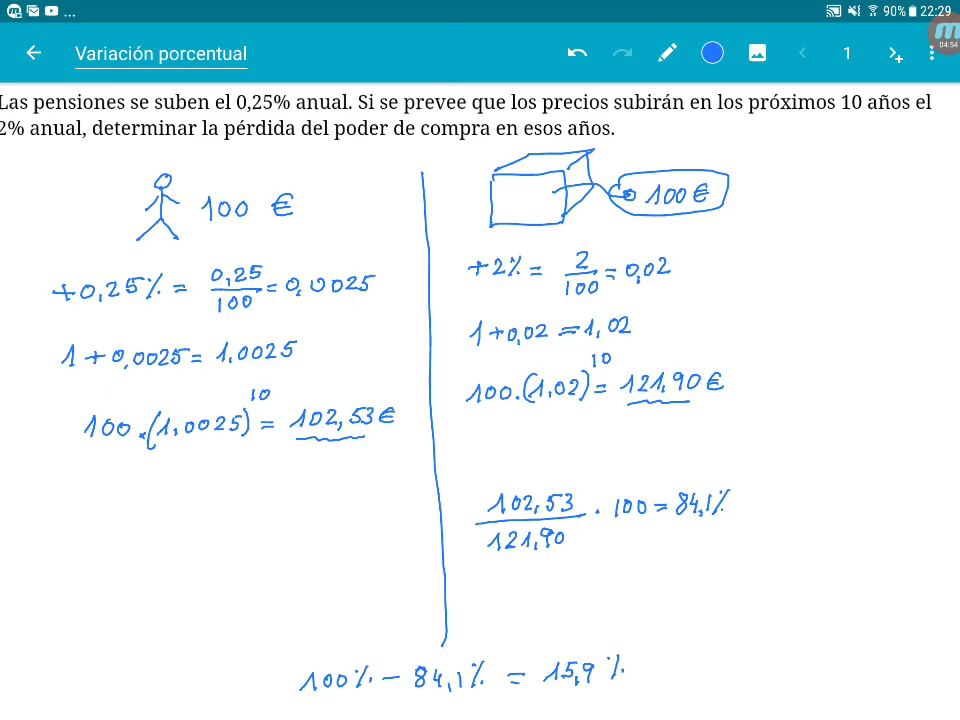 ... 90% 22:29
04:54
Variación porcentual 1
Las pensiones se suben el 0,25% anual. Si se prevee que los precios subirán en los próximos 10 años el
2% anual, determinar la pérdida del poder de compra en esos años.
100 €
+0,25% = 0,25/100 = 0,0025
1 + 0,0025 = 1,0025
100 · (1,0025)^10 = 102,53 €
100 €
+2% = 2/100 = 0,02
1 + 0,02 = 1,02
100 · (1,02)^10 = 121,90 €
102,53/121,90 · 100 = 84,1%
100% - 84,1% = 15,9%